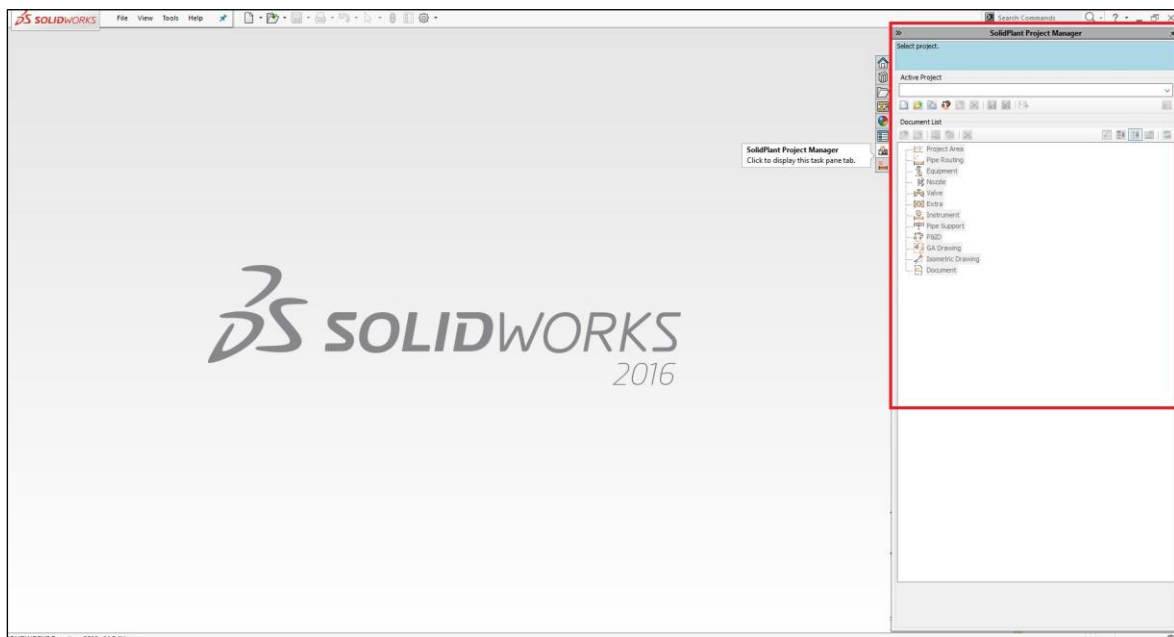 SOLIDWORKS File View Tools Help Search Commands ?
SolidPlant Project Manager
Select project.
Active Project
Document List
Project Area
Pipe Routing
Equipment
Nozzle
Valve
Extra
Instrument
Pipe Support
P&ID
GA Drawing
Isometric Drawing
Document
SolidPlant Project Manager
Click to display this task pane tab.
SOLIDWORKS
2016